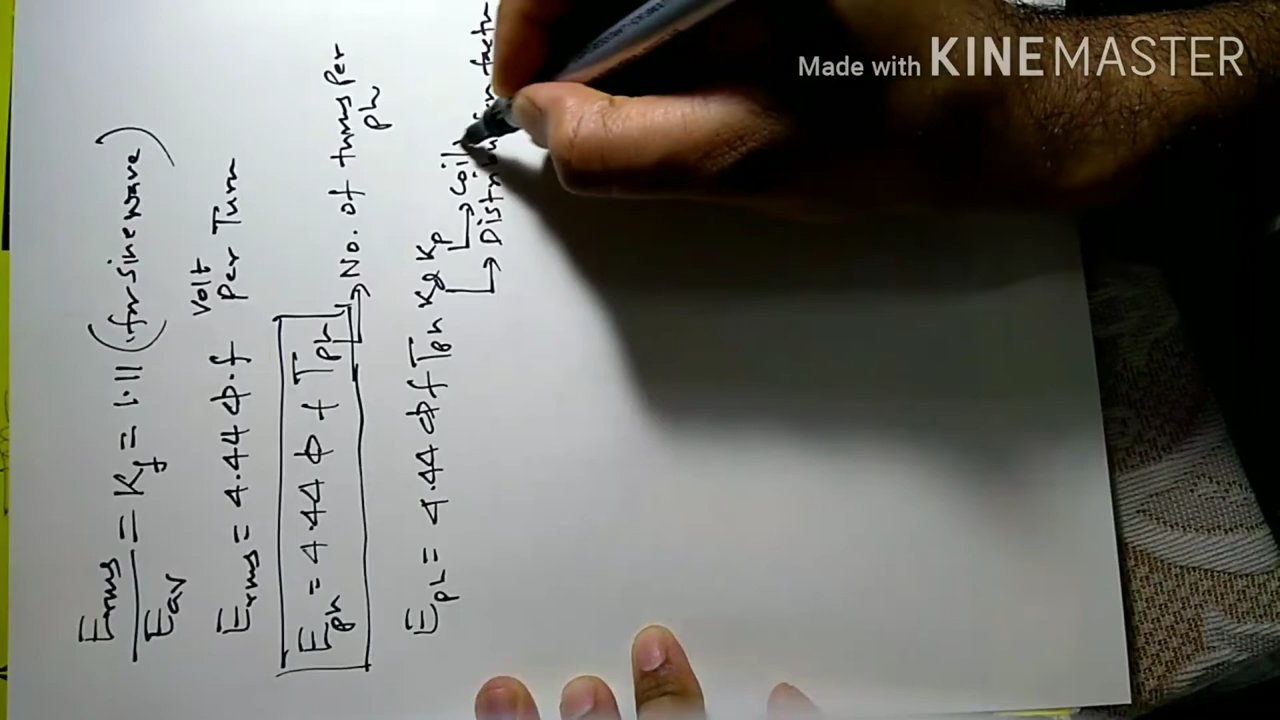 Made with KINEMASTER
Erms / Eav = Kf = 1.11 (for sine wave)
Erms = 4.44 ϕ.f volt per Turn
Eph = 4.44 ϕ f Tph
→ No. of turns per ph
Eph = 4.44 ϕ f Tph Kd Kp
→ Coil
→